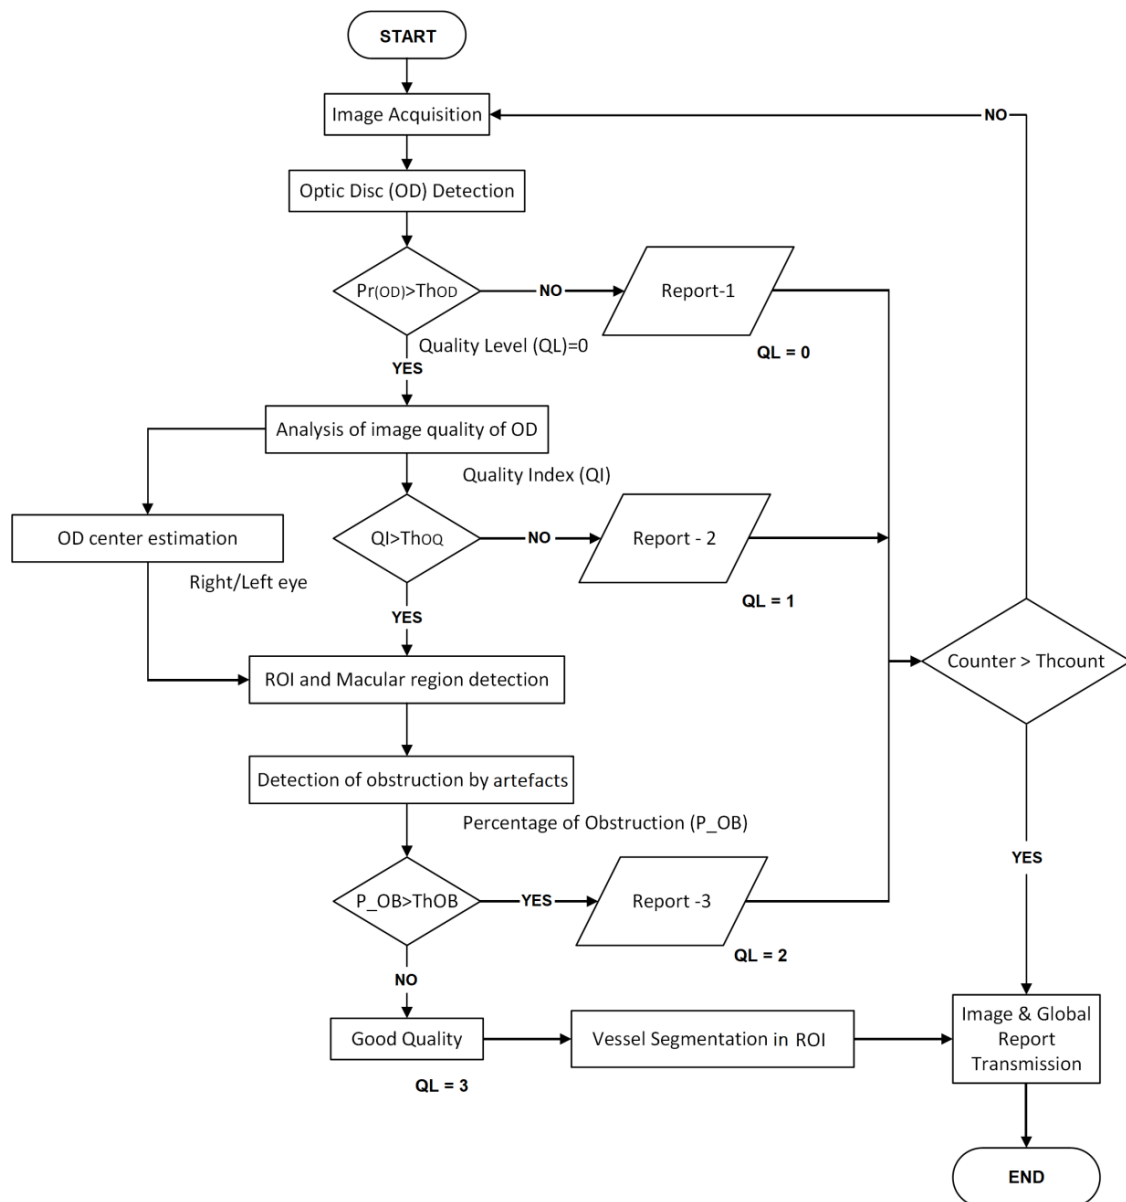 START
Image Acquisition
NO
Optic Disc (OD) Detection
Pr(OD)>ThOD
NO
Report-1
Quality Level (QL)=0
QL = 0
YES
Analysis of image quality of OD
Quality Index (QI)
OD center estimation
QI>ThOQ
NO
Report - 2
Right/Left eye
QL = 1
YES
ROI and Macular region detection
Counter > Thcount
Detection of obstruction by artefacts
Percentage of Obstruction (P_OB)
YES
P_OB>ThOB
YES
Report -3
QL = 2
NO
Good Quality
Vessel Segmentation in ROI
Image & Global
Report
Transmission
QL = 3
END